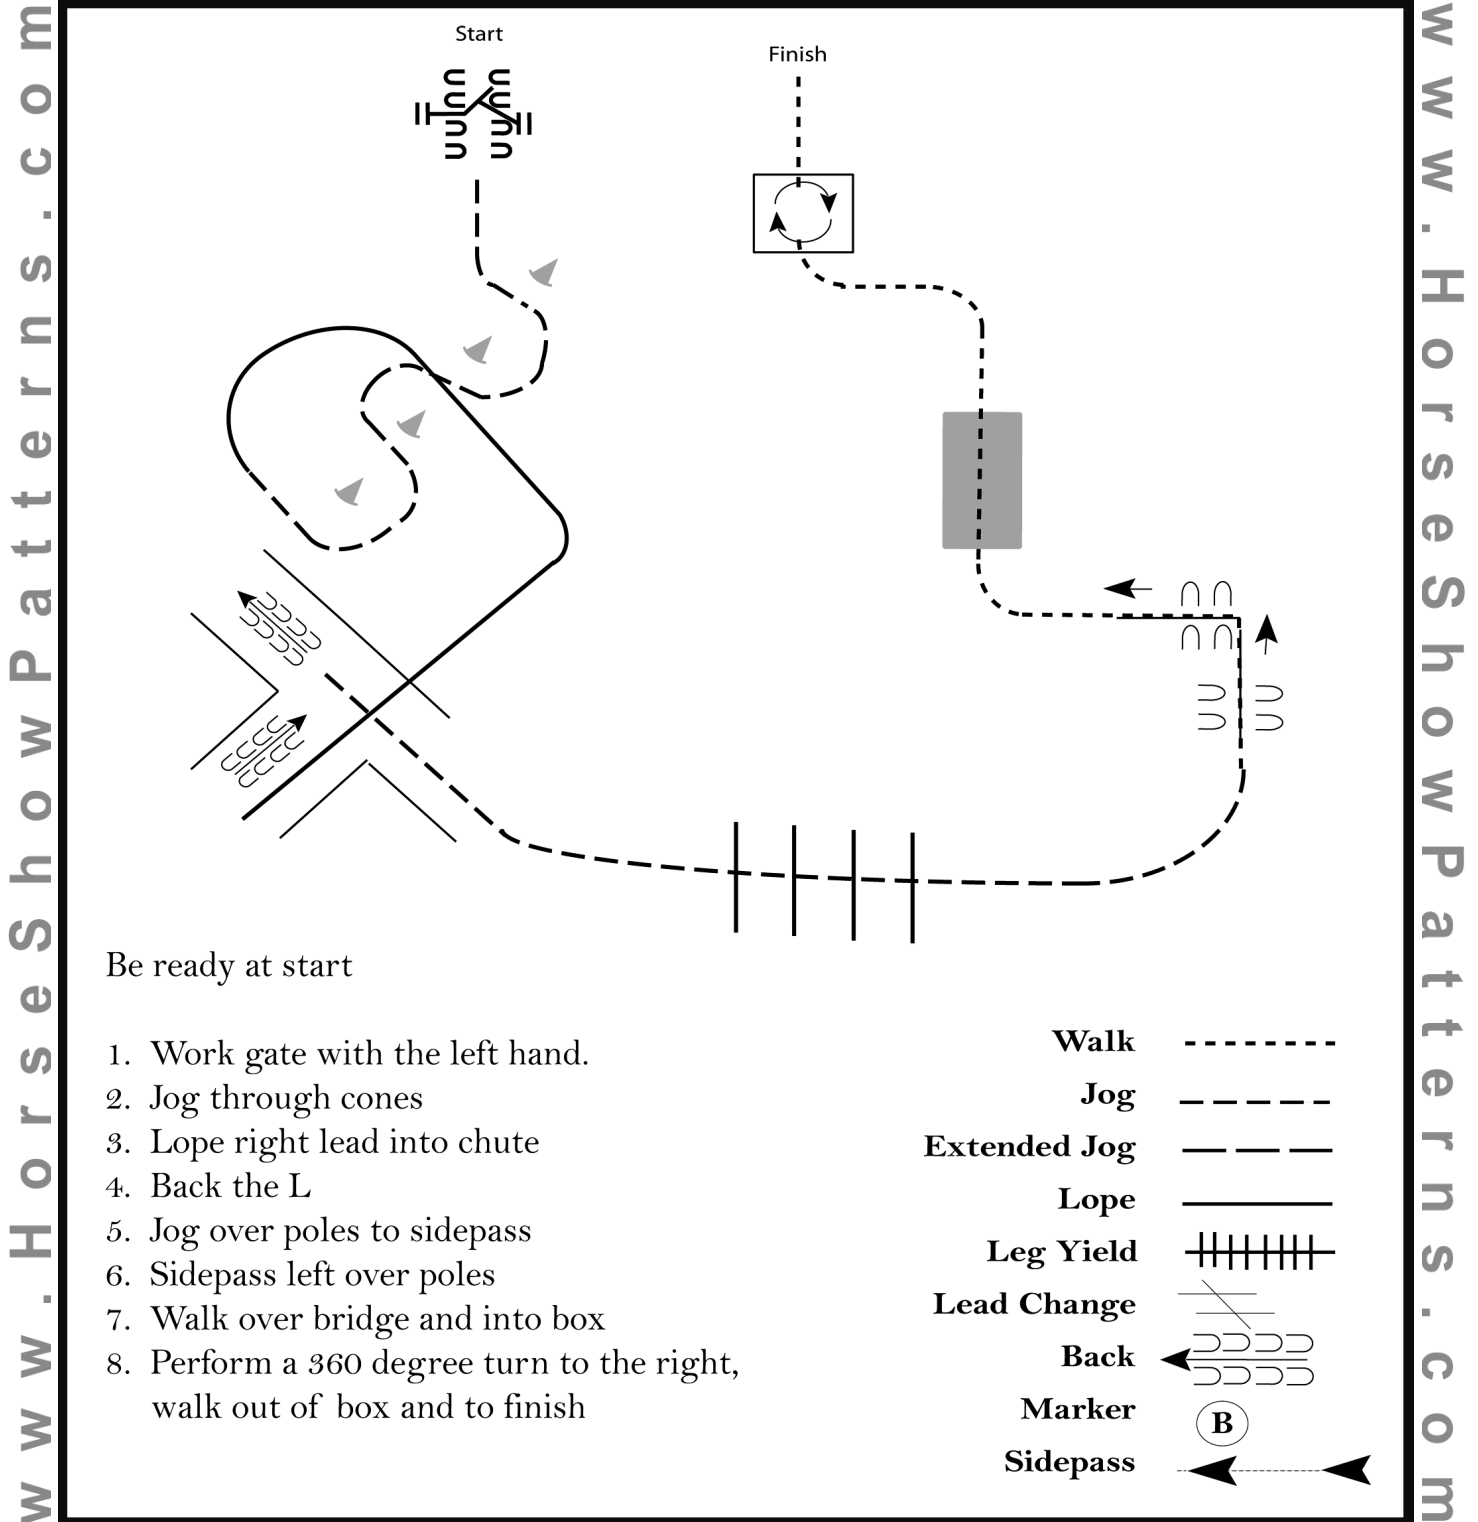 Start
Finish
Be ready at start
1. Work gate with the left hand.
2. Jog through cones
3. Lope right lead into chute
4. Back the L
5. Jog over poles to sidepass
6. Sidepass left over poles
7. Walk over bridge and into box
8. Perform a 360 degree turn to the right,
walk out of box and to finish
Walk
Jog
Extended Jog
Lope
Leg Yield
Lead Change
Back
Marker
B
Sidepass
www.HorseShowPatterns.com
www.HorseShowPatterns.com